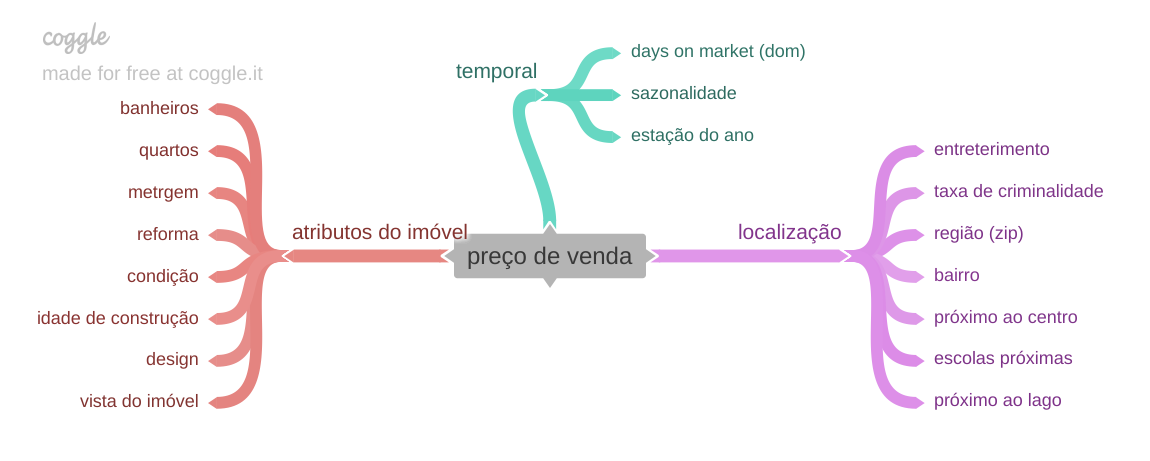 coggle
made for free at coggle.it
temporal
days on market (dom)
sazonalidade
estação do ano
banheiros
quartos
metrgem
reforma
condição
idade de construção
design
vista do imóvel
atributos do imóvel
preço de venda
localização
entreterimento
taxa de criminalidade
região (zip)
bairro
próximo ao centro
escolas próximas
próximo ao lago